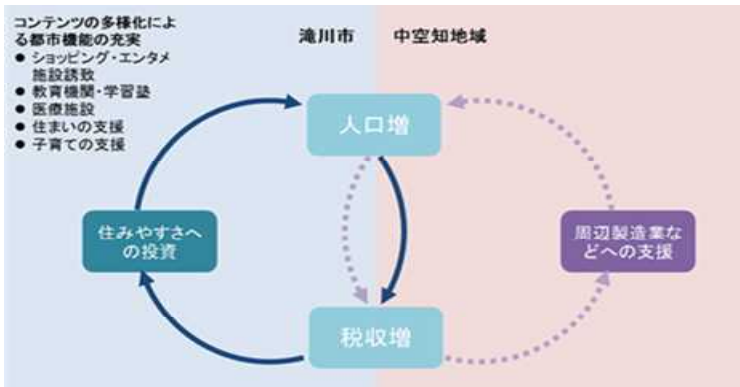 コンテンツの多様化によ
る都市機能の充実
● ショッピング・エンタメ
施設誘致
● 教育機関・学習塾
● 医療施設
● 住まいの支援
● 子育ての支援
滝川市
中空知地域
人口増
住みやすさへ
の投資
周辺製造業な
どへの支援
税収増